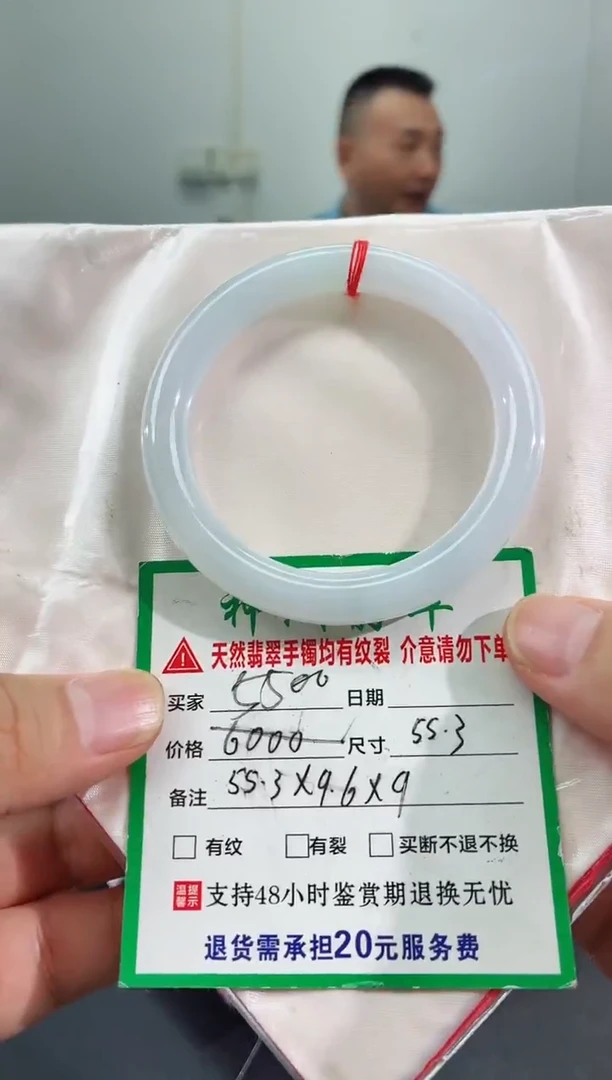 天然翡翠手镯均有纹裂 介意请勿下单
买家 5500 日期
价格 6000 尺寸 55.3
备注 55.3X9.6X9
有纹 有裂 买断不退不换
温馨提示 支持48小时鉴赏期退换无忧
退货需承担20元服务费